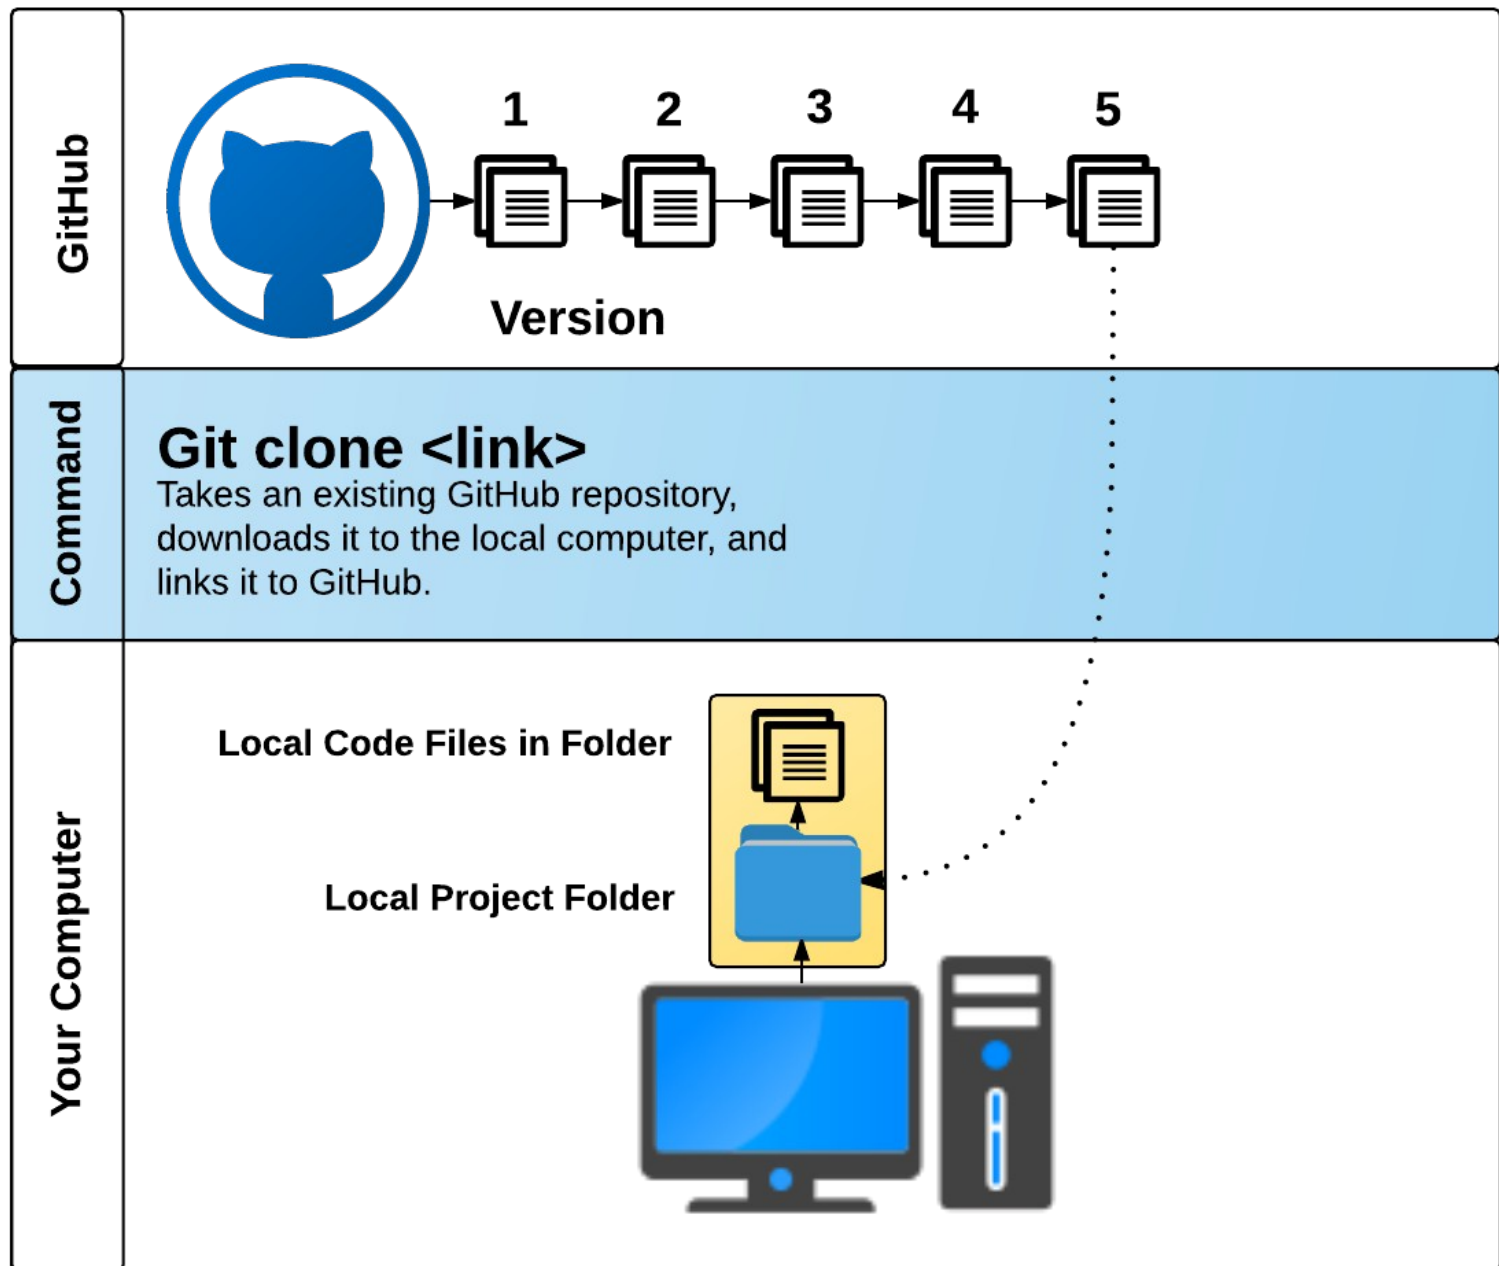 GitHub
1 2 3 4 5
Version
Command
Git clone <link>
Takes an existing GitHub repository,
downloads it to the local computer, and
links it to GitHub.
Your Computer
Local Code Files in Folder
Local Project Folder